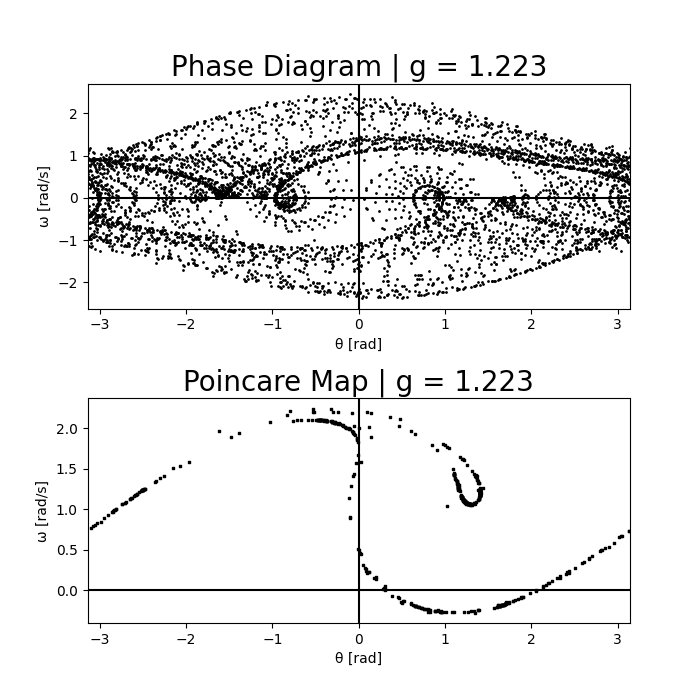 Phase Diagram | g = 1.223
2
1
0
−1
−2
ω [rad/s]
−3 −2 −1 0 1 2 3
θ [rad]
Poincare Map | g = 1.223
2.0
1.5
1.0
0.5
0.0
ω [rad/s]
−3 −2 −1 0 1 2 3
θ [rad]